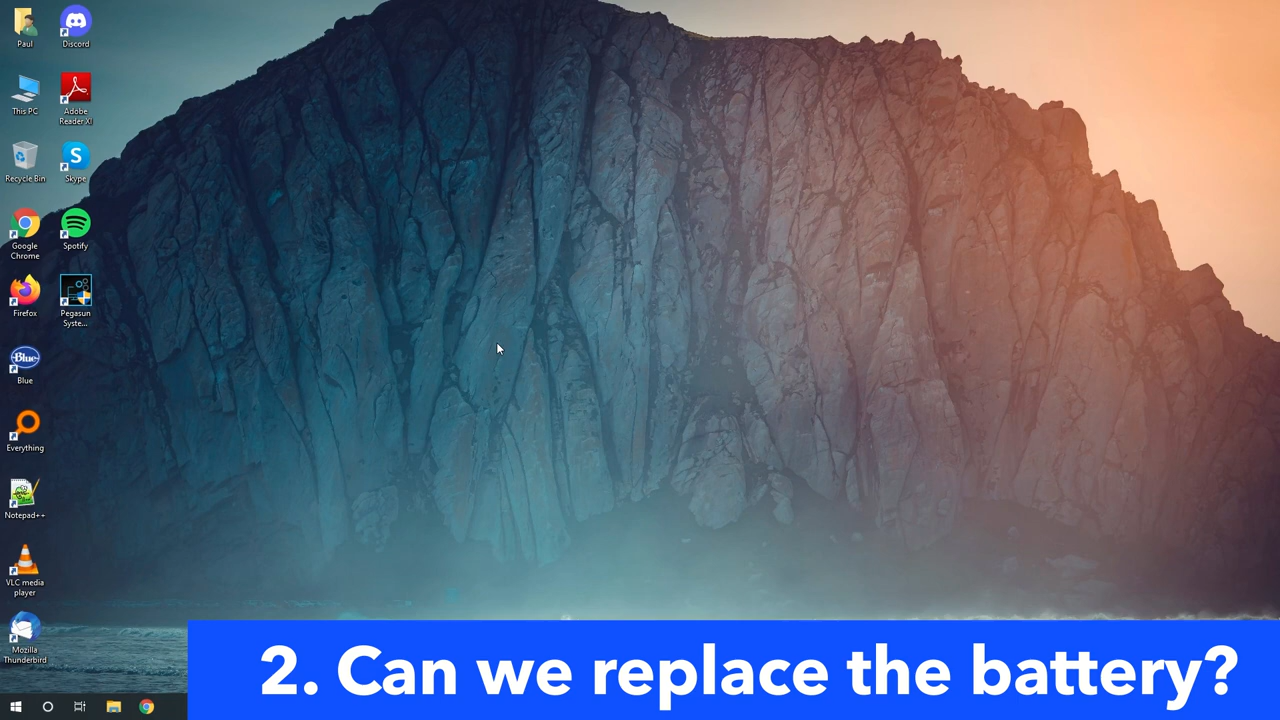 Paul
Discord
This PC
Adobe
Reader XI
Recycle Bin
Skype
Google
Chrome
Spotify
Firefox
Pegasun
Syste...
Blue
Blue
Everything
Notepad++
VLC media
player
Mozilla
Thunderbird
2. Can we replace the battery?